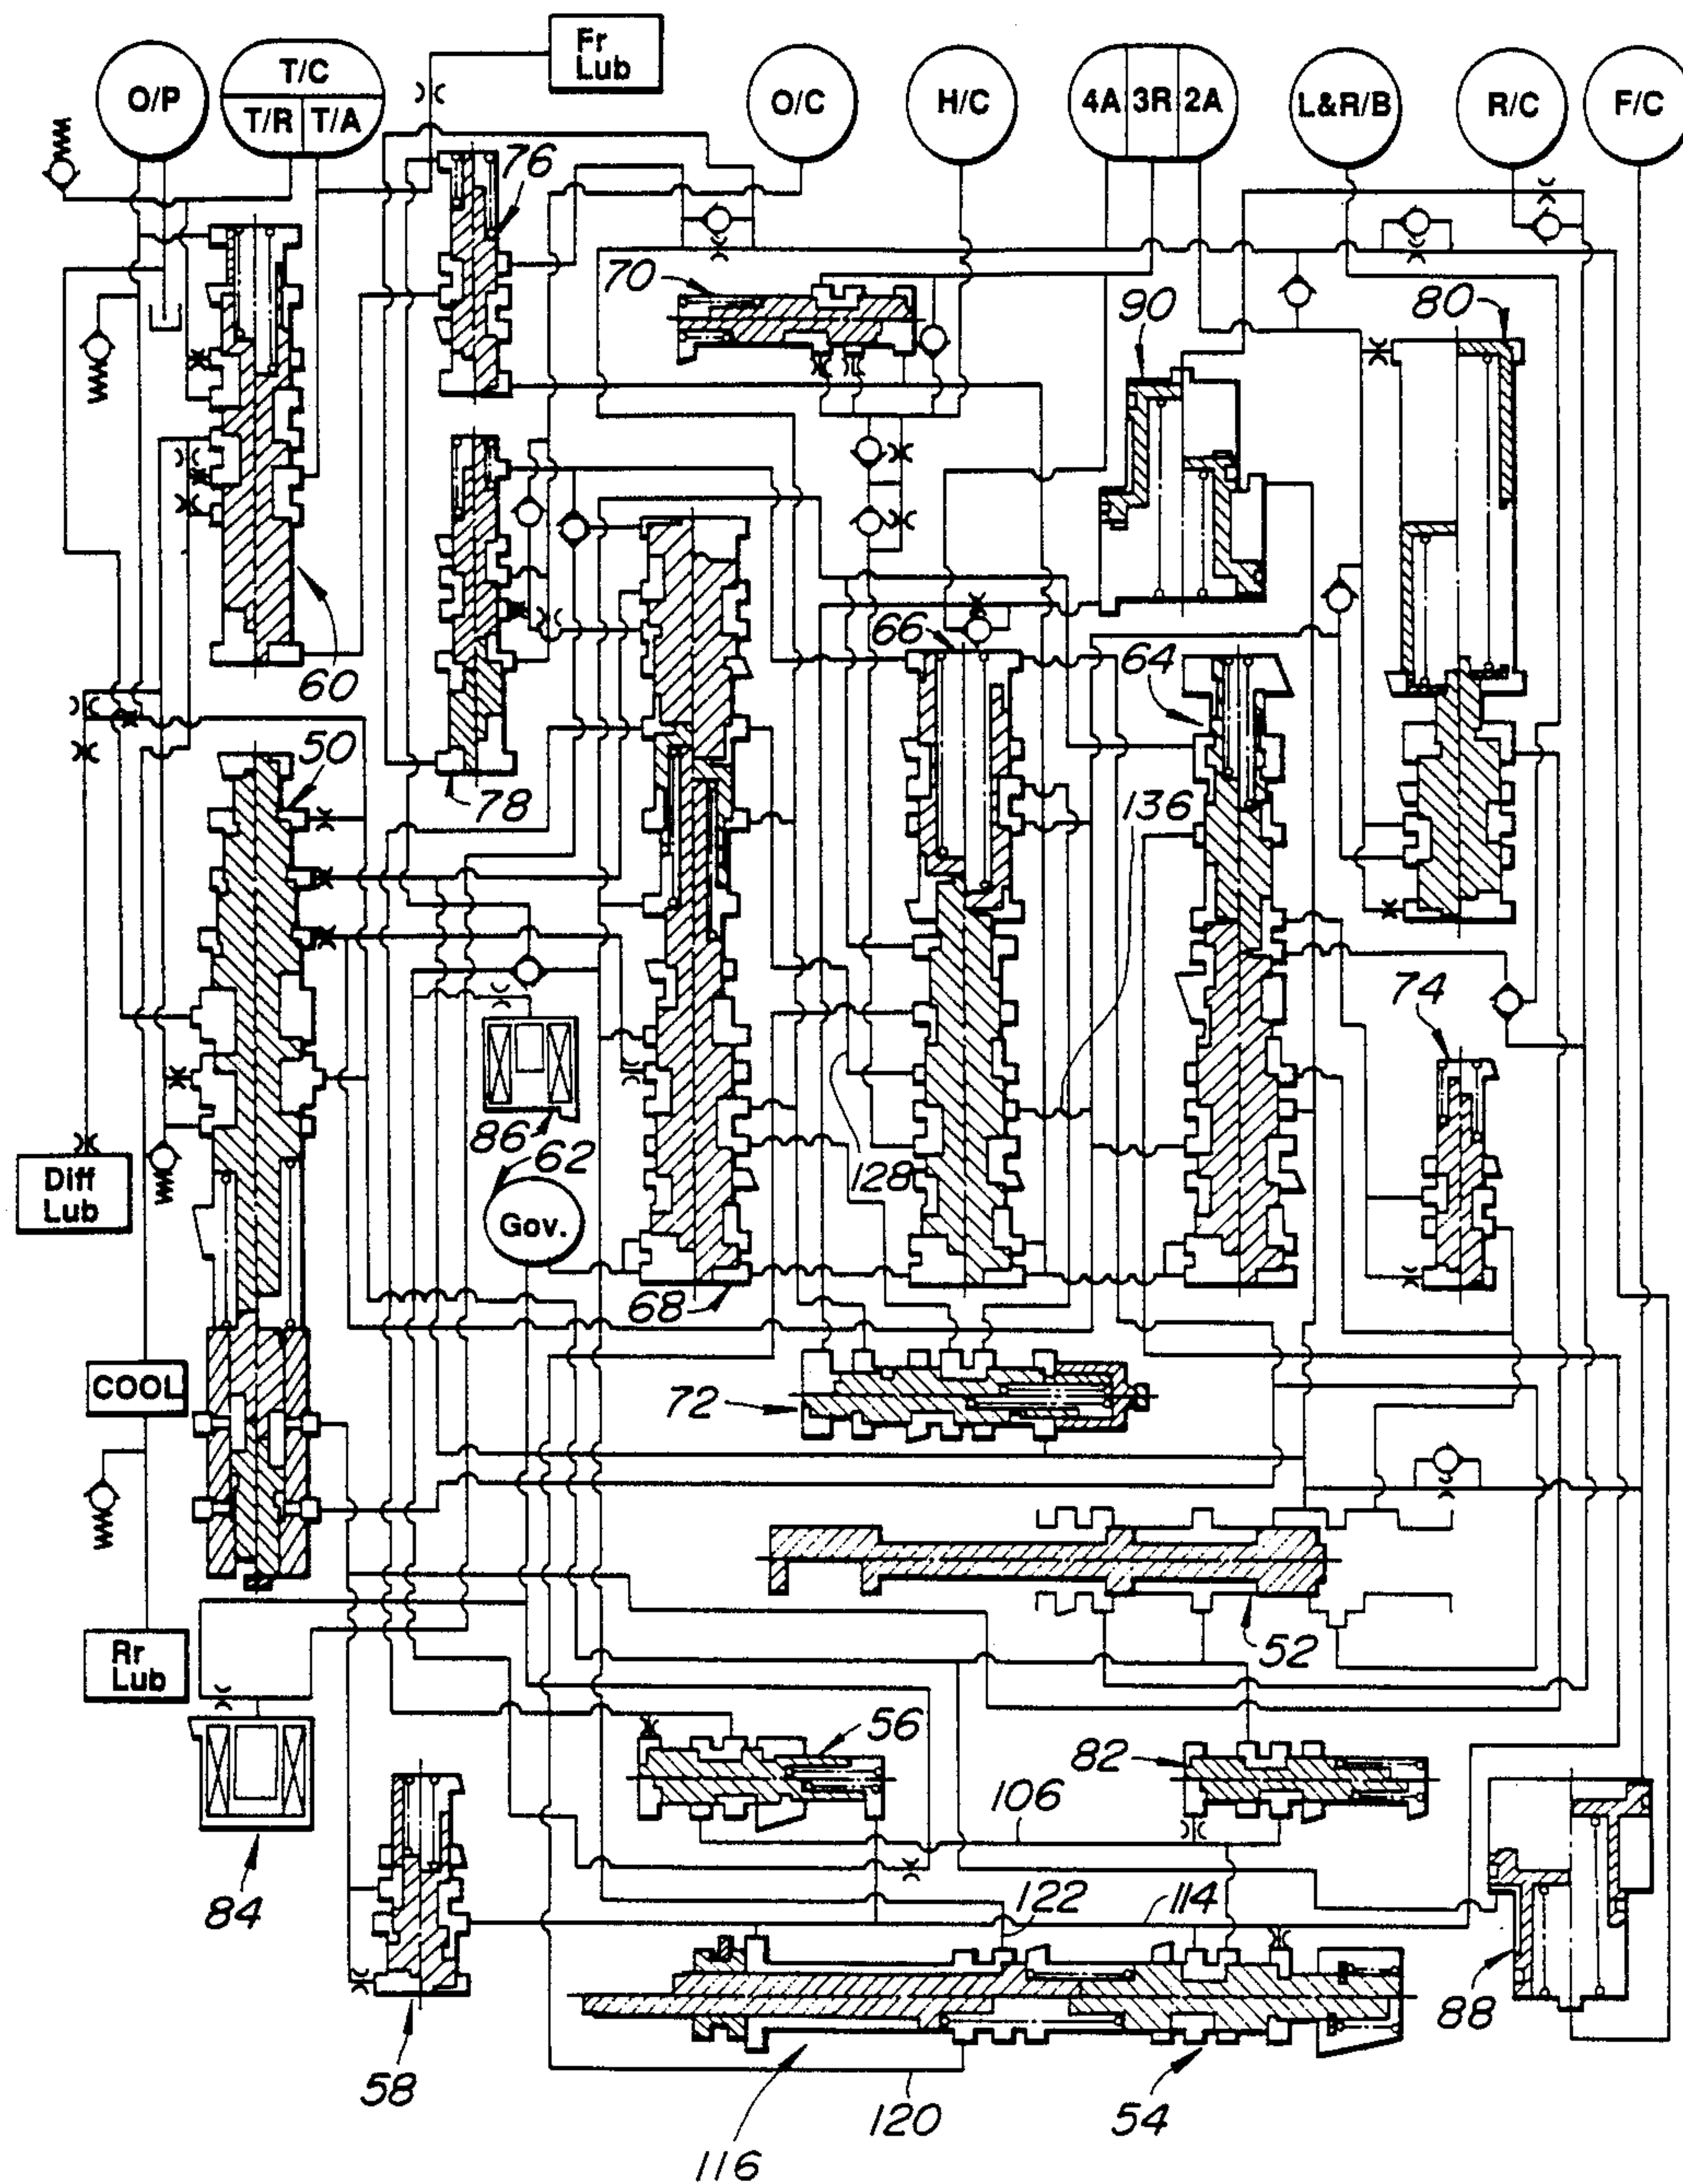 Fr
Lub
O/P
T/C
T/R T/A
O/C
H/C
4A 3R 2A
L&R/B
R/C
F/C
76
70
90
80
60
66
64
50
78
136
74
86
62
Gov.
128
Diff
Lub
68
COOL
72
52
Rr
Lub
56
82
106
84
122
114
88
58
120
54
116